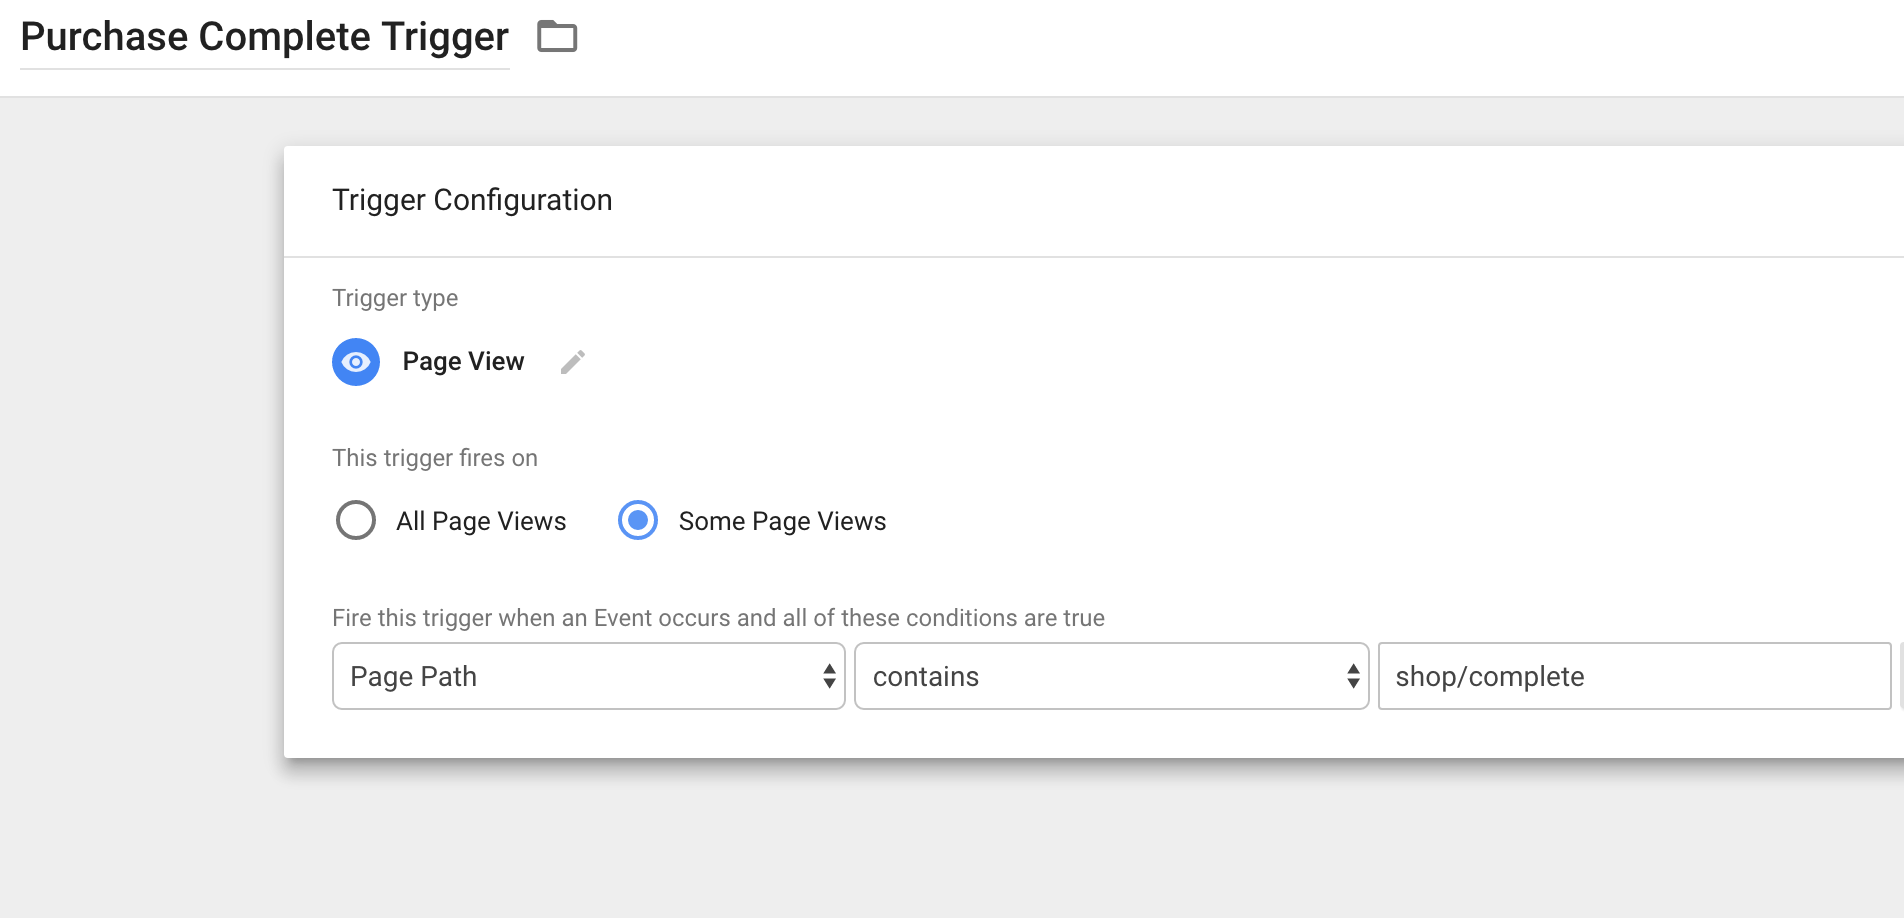 Purchase Complete Trigger
Trigger Configuration
Trigger type
Page View
This trigger fires on
All Page Views Some Page Views
Fire this trigger when an Event occurs and all of these conditions are true
Page Path contains shop/complete